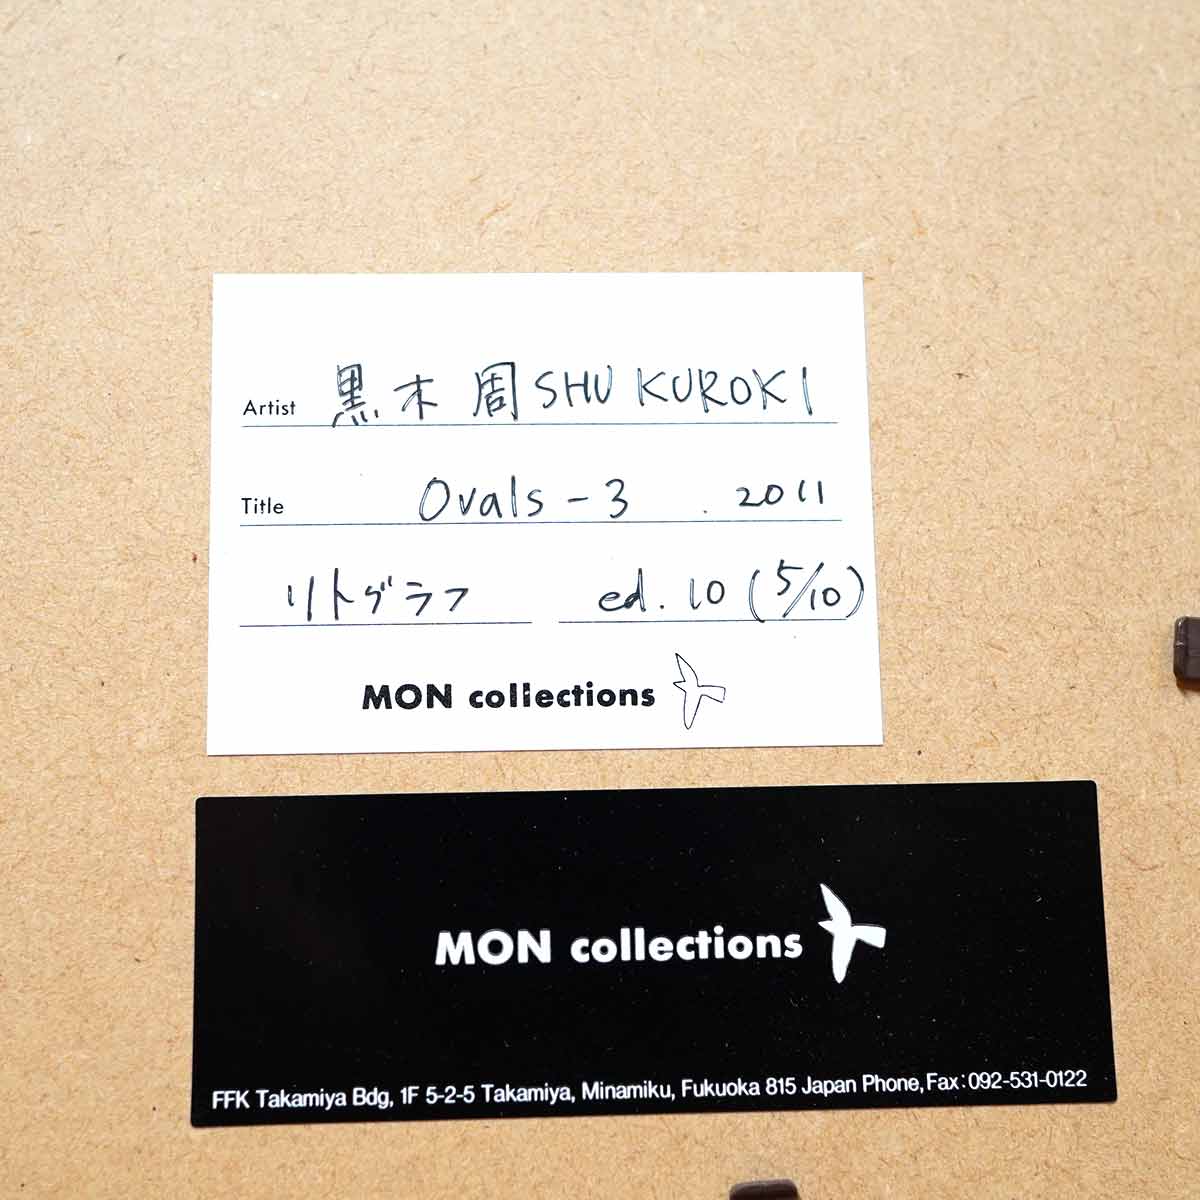 Artist 黒木 周 SHU KUROKI
Title Ovals - 3 . 2011
リトグラフ ed. 10 (5/10)
MON collections
MON collections
FFK Takamiya Bdg, 1F 5-2-5 Takamiya, Minamiku, Fukuoka 815 Japan Phone, Fax:092-531-0122